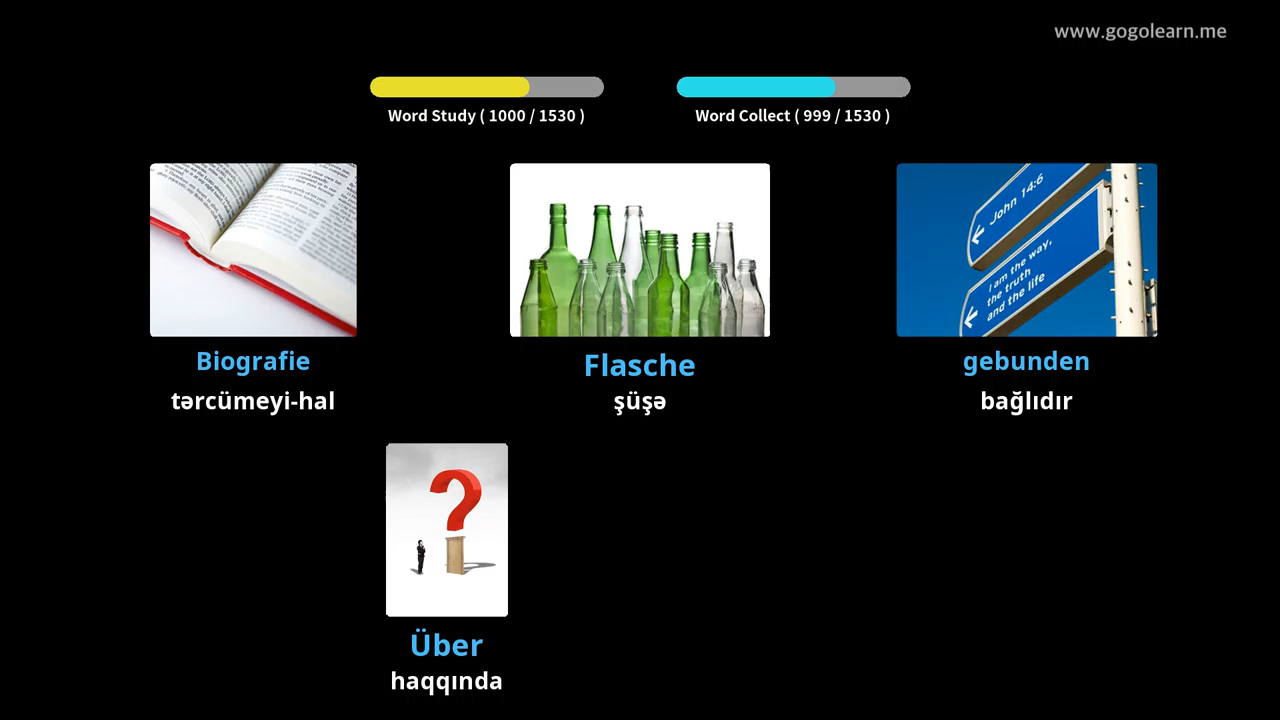 www.gogolearn.me
Word Study ( 1000 / 1530 )
Word Collect ( 999 / 1530 )
John 14:6
I am the way,
the truth
and the life
Biografie
tərcümeyi-hal
Flasche
şüşə
gebunden
bağlıdır
?
Über
haqqında